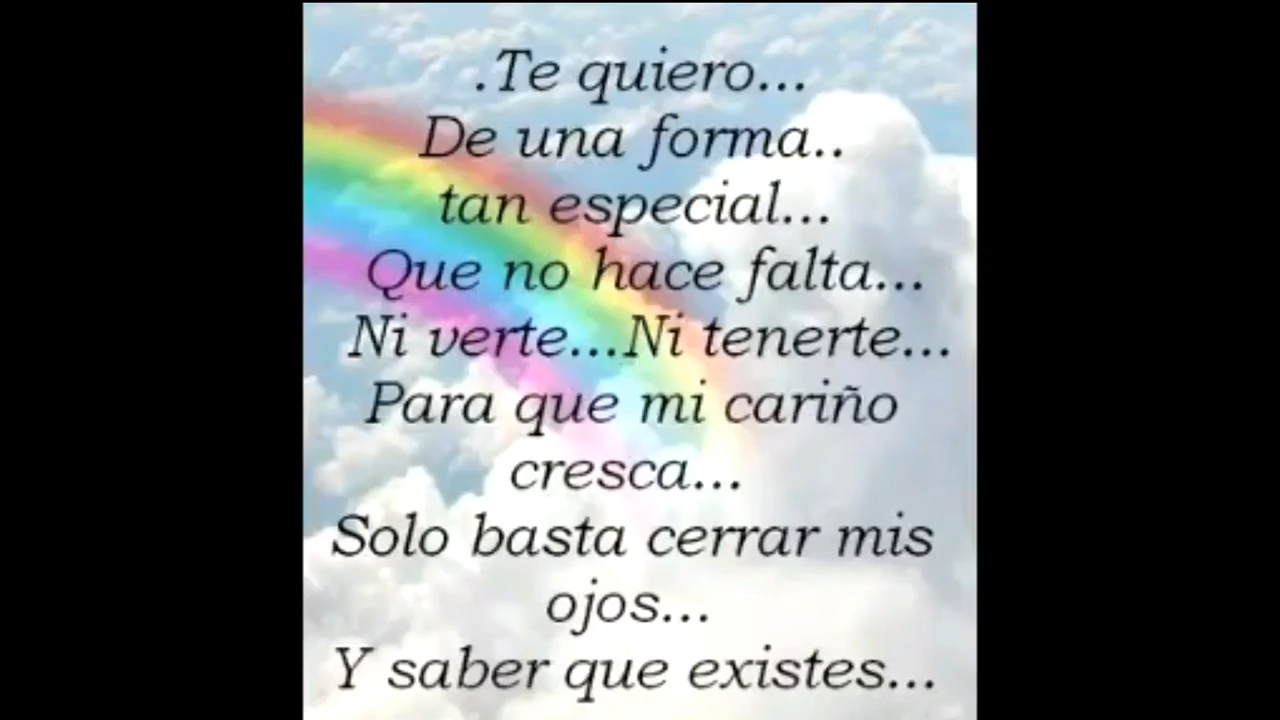 .Te quiero...
De una forma..
tan especial...
Que no hace falta...
Ni verte...Ni tenerte...
Para que mi cariño
cresca...
Solo basta cerrar mis
ojos...
Y saber que existes...